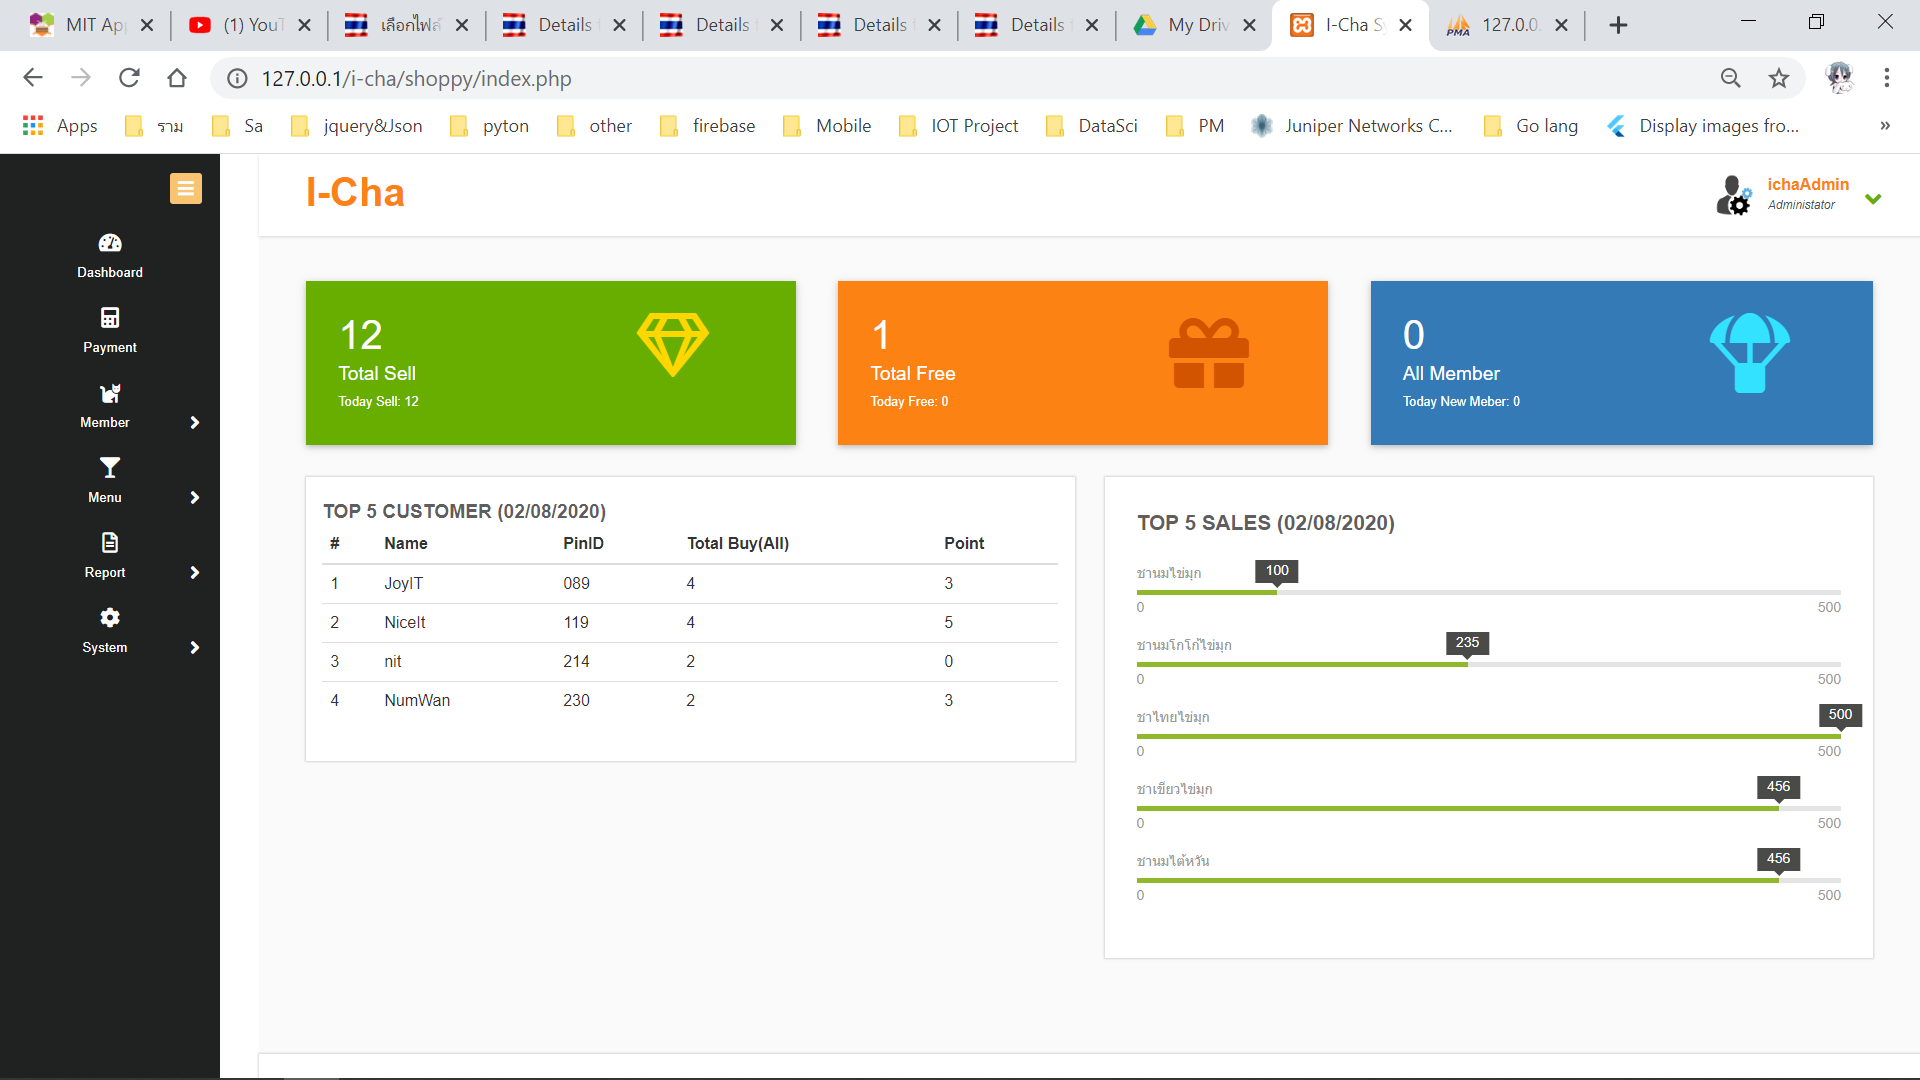 MIT Ap
(1) YouT
เลือกไฟล์
Details
Details
Details
Details
My Driv
I-Cha Sy
127.0.0.
127.0.0.1/i-cha/shoppy/index.php
Apps
ราม
Sa
jquery&Json
pyton
other
firebase
Mobile
IOT Project
DataSci
PM
Juniper Networks C...
Go lang
Display images fro...
»
I-Cha
ichaAdmin
Administator
Dashboard
Payment
Member
Menu
Report
System
12
Total Sell
Today Sell: 12
1
Total Free
Today Free: 0
0
All Member
Today New Meber: 0
TOP 5 CUSTOMER (02/08/2020)
# Name PinID Total Buy(All) Point
1 JoyIT 089 4 3
2 NiceIt 119 4 5
3 nit 214 2 0
4 NumWan 230 2 3
TOP 5 SALES (02/08/2020)
ชานมไข่มุก 100
0 500
ชานมโกโก้ไข่มุก 235
0 500
ชาไทยไข่มุก 500
0 500
ชาเขียวไข่มุก 456
0 500
ชานมไต้หวัน 456
0 500